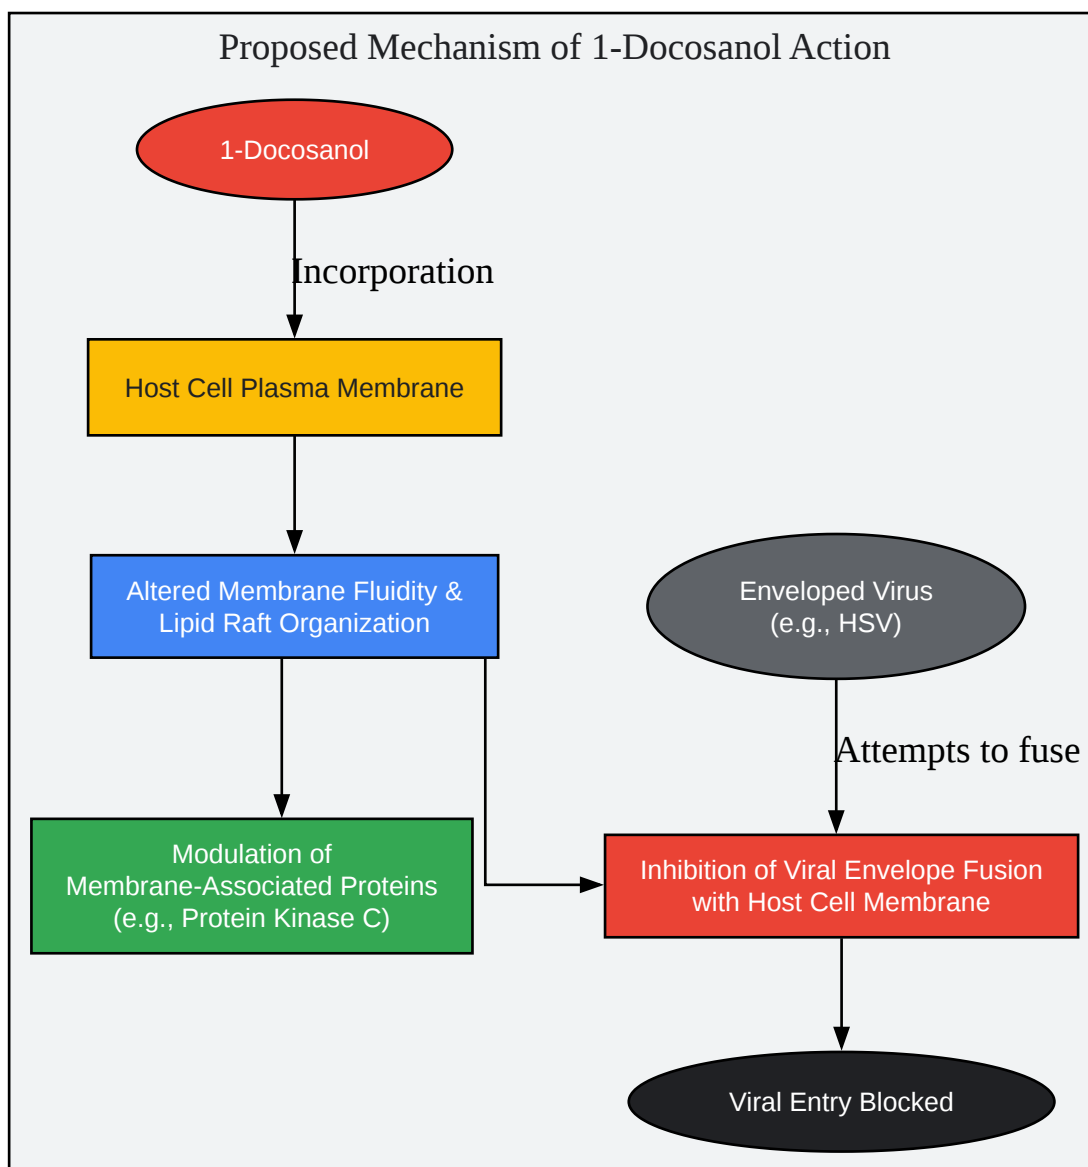 Proposed Mechanism of 1-Docosanol Action
1-Docosanol
Incorporation
Host Cell Plasma Membrane
Altered Membrane Fluidity &
Lipid Raft Organization
Enveloped Virus
(e.g., HSV)
Attempts to fuse
Modulation of
Membrane-Associated Proteins
(e.g., Protein Kinase C)
Inhibition of Viral Envelope Fusion
with Host Cell Membrane
Viral Entry Blocked